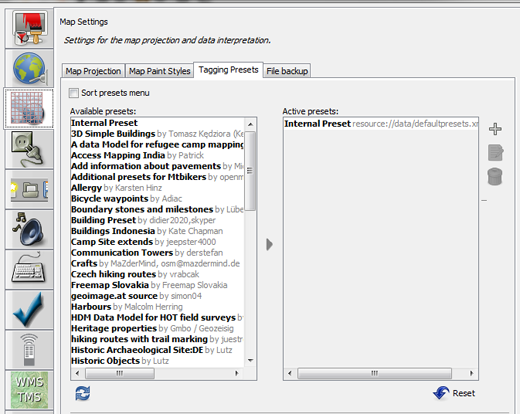 Map Settings
Settings for the map projection and data interpretation.
Map Projection Map Paint Styles Tagging Presets File backup
Sort presets menu
Available presets:
Internal Preset
3D Simple Buildings by Tomasz Kędziora (Ke
A data Model for refugee camp mapping
Access Mapping India by Patrick
Add information about pavements by Mi
Additional presets for Mtbikers by openm
Allergy by Karsten Hinz
Bicycle waypoints by Adiac
Boundary stones and milestones by Lübe
Building Preset by didier2020,skyper
Buildings Indonesia by Kate Chapman
Camp Site extends by jeepster4000
Communication Towers by derstefan
Crafts by MaZderMind, osm@mazdermind.de
Czech hiking routes by vrabcak
Freemap Slovakia by Freemap Slovakia
geoimage.at source by simon04
Harbours by Malcolm Herring
HDM Data Model for HOT field surveys b
Heritage properties by Gmbo / Geozeisig
hiking routes with trail marking by juestr
Historic Archaeological Site:DE by Lutz
Historic Objects by Lutz
Active presets:
Internal Preset resource://data/defaultpresets.x
Reset
WMS
TMS